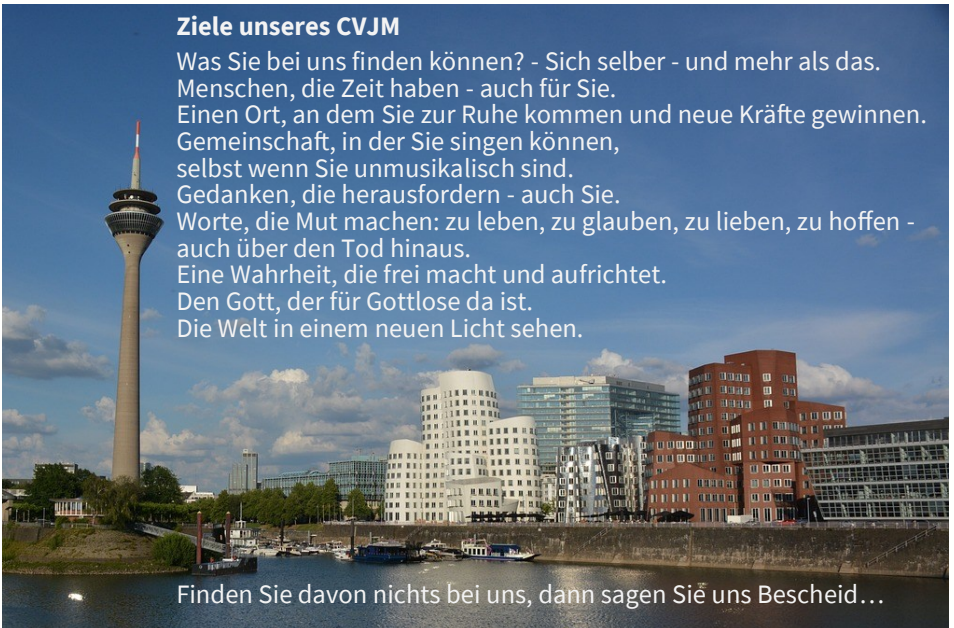 Ziele unseres CVJM
Was Sie bei uns finden können? - Sich selber - und mehr als das.
Menschen, die Zeit haben - auch für Sie.
Einen Ort, an dem Sie zur Ruhe kommen und neue Kräfte gewinnen.
Gemeinschaft, in der Sie singen können,
selbst wenn Sie unmusikalisch sind.
Gedanken, die herausfordern - auch Sie.
Worte, die Mut machen: zu leben, zu glauben, zu lieben, zu hoffen -
auch über den Tod hinaus.
Eine Wahrheit, die frei macht und aufrichtet.
Den Gott, der für Gottlose da ist.
Die Welt in einem neuen Licht sehen.
Finden Sie davon nichts bei uns, dann sagen Sie uns Bescheid…